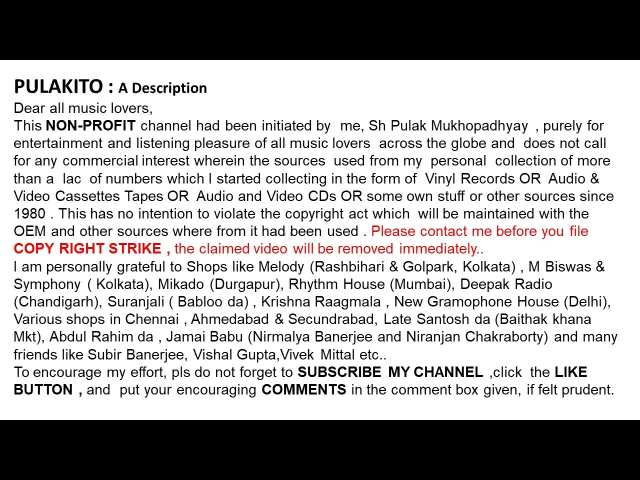 PULAKITO : A Description
Dear all music lovers,
This NON-PROFIT channel had been initiated by me, Sh Pulak Mukhopadhyay , purely for
entertainment and listening pleasure of all music lovers across the globe and does not call
for any commercial interest wherein the sources used from my personal collection of more
than a lac of numbers which I started collecting in the form of Vinyl Records OR Audio &
Video Cassettes Tapes OR Audio and Video CDs OR some own stuff or other sources since
1980 . This has no intention to violate the copyright act which will be maintained with the
OEM and other sources where from it had been used . Please contact me before you file
COPY RIGHT STRIKE , the claimed video will be removed immediately..
I am personally grateful to Shops like Melody (Rashbihari & Golpark, Kolkata) , M Biswas &
Symphony ( Kolkata), Mikado (Durgapur), Rhythm House (Mumbai), Deepak Radio
(Chandigarh), Suranjali ( Babloo da) , Krishna Raagmala , New Gramophone House (Delhi),
Various shops in Chennai , Ahmedabad & Secundrabad, Late Santosh da (Baithak khana
Mkt), Abdul Rahim da , Jamai Babu (Nirmalya Banerjee and Niranjan Chakraborty) and many
friends like Subir Banerjee, Vishal Gupta,Vivek Mittal etc..
To encourage my effort, pls do not forget to SUBSCRIBE MY CHANNEL ,click the LIKE
BUTTON , and put your encouraging COMMENTS in the comment box given, if felt prudent.